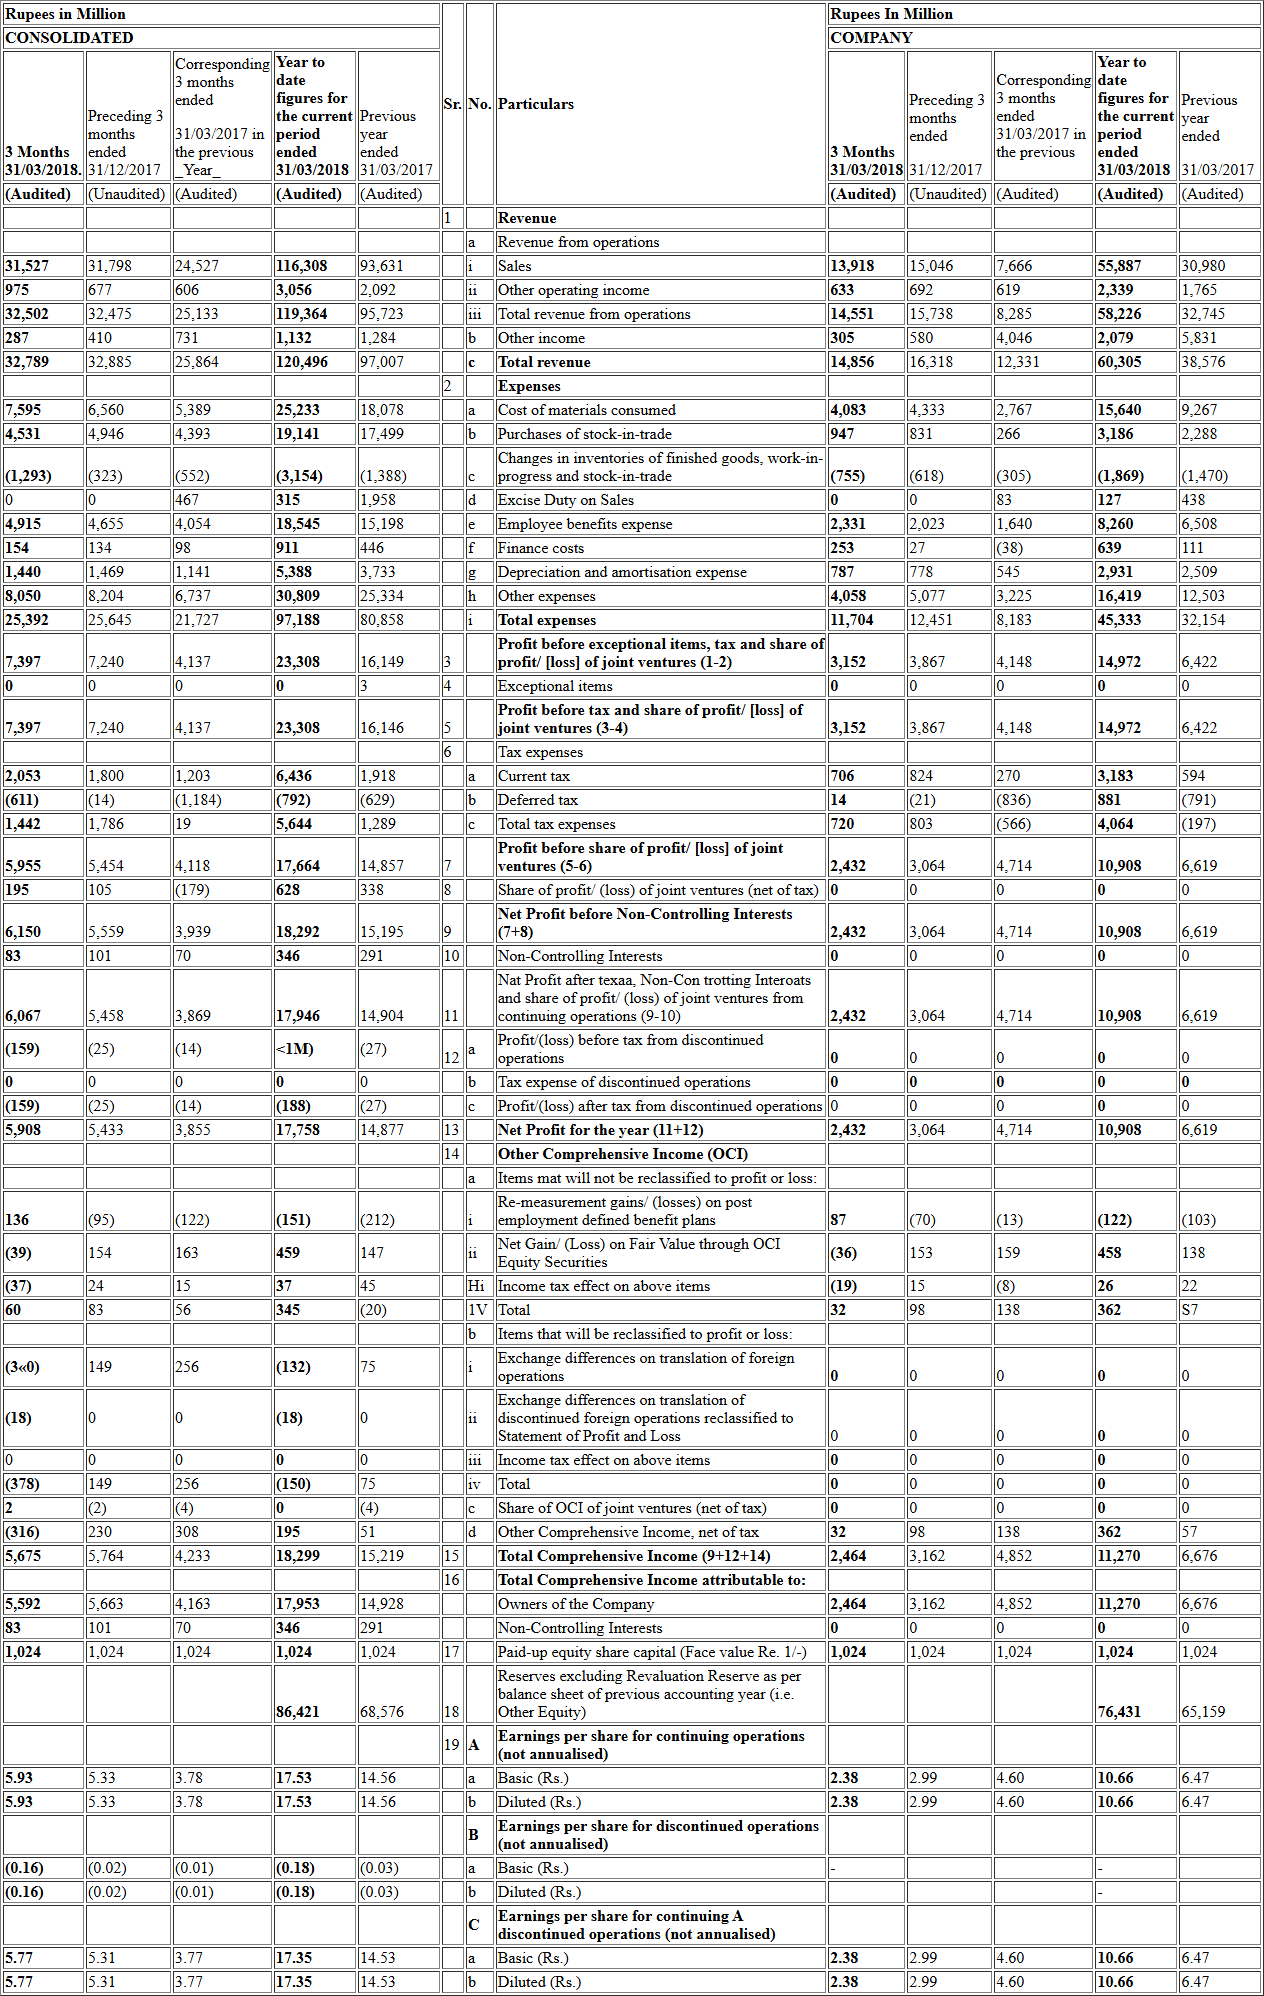 Rupees in Million Rupees In Million
CONSOLIDATED COMPANY
3 Months 31/03/2018. Preceding 3 months ended 31/12/2017 Corresponding 3 months ended 31/03/2017 in the previous _Year_ Year to date figures for the current period ended 31/03/2018 Previous year ended 31/03/2017 Sr. No. Particulars 3 Months 31/03/2018 Preceding 3 months ended 31/12/2017 Corresponding 3 months ended 31/03/2017 in the previous Year to date figures for the current period ended 31/03/2018 Previous year ended 31/03/2017
(Audited) (Unaudited) (Audited) (Audited) (Audited) (Audited) (Unaudited) (Audited) (Audited) (Audited)
1 Revenue
a Revenue from operations
31,527 31,798 24,527 116,308 93,631 i Sales 13,918 15,046 7,666 55,887 30,980
975 677 606 3,056 2,092 ii Other operating income 633 692 619 2,339 1,765
32,502 32,475 25,133 119,364 95,723 iii Total revenue from operations 14,551 15,738 8,285 58,226 32,745
287 410 731 1,132 1,284 b Other income 305 580 4,046 2,079 5,831
32,789 32,885 25,864 120,496 97,007 c Total revenue 14,856 16,318 12,331 60,305 38,576
2 Expenses
7,595 6,560 5,389 25,233 18,078 a Cost of materials consumed 4,083 4,333 2,767 15,640 9,267
4,531 4,946 4,393 19,141 17,499 b Purchases of stock-in-trade 947 831 266 3,186 2,288
(1,293) (323) (552) (3,154) (1,388) c Changes in inventories of finished goods, work-in-progress and stock-in-trade (755) (618) (305) (1,869) (1,470)
0 0 467 315 1,958 d Excise Duty on Sales 0 0 83 127 438
4,915 4,655 4,054 18,545 15,198 e Employee benefits expense 2,331 2,023 1,640 8,260 6,508
154 134 98 911 446 f Finance costs 253 27 (38) 639 111
1,440 1,469 1,141 5,388 3,733 g Depreciation and amortisation expense 787 778 545 2,931 2,509
8,050 8,204 6,737 30,809 25,334 h Other expenses 4,058 5,077 3,225 16,419 12,503
25,392 25,645 21,727 97,188 80,858 i Total expenses 11,704 12,451 8,183 45,333 32,154
7,397 7,240 4,137 23,308 16,149 3 Profit before exceptional items, tax and share of profit/ [loss] of joint ventures (1-2) 3,152 3,867 4,148 14,972 6,422
0 0 0 0 3 4 Exceptional items 0 0 0 0 0
7,397 7,240 4,137 23,308 16,146 5 Profit before tax and share of profit/ [loss] of joint ventures (3-4) 3,152 3,867 4,148 14,972 6,422
6 Tax expenses
2,053 1,800 1,203 6,436 1,918 a Current tax 706 824 270 3,183 594
(611) (14) (1,184) (792) (629) b Deferred tax 14 (21) (836) 881 (791)
1,442 1,786 19 5,644 1,289 c Total tax expenses 720 803 (566) 4,064 (197)
5,955 5,454 4,118 17,664 14,857 7 Profit before share of profit/ [loss] of joint ventures (5-6) 2,432 3,064 4,714 10,908 6,619
195 105 (179) 628 338 8 Share of profit/ (loss) of joint ventures (net of tax) 0 0 0 0 0
6,150 5,559 3,939 18,292 15,195 9 Net Profit before Non-Controlling Interests (7+8) 2,432 3,064 4,714 10,908 6,619
83 101 70 346 291 10 Non-Controlling Interests 0 0 0 0 0
6,067 5,458 3,869 17,946 14,904 11 Nat Profit after texaa, Non-Con trotting Interoats and share of profit/ (loss) of joint ventures from continuing operations (9-10) 2,432 3,064 4,714 10,908 6,619
(159) (25) (14) <1M) (27) 12 a Profit/(loss) before tax from discontinued operations 0 0 0 0 0
0 0 0 0 0 b Tax expense of discontinued operations 0 0 0 0 0
(159) (25) (14) (188) (27) c Profit/(loss) after tax from discontinued operations 0 0 0 0 0
5,908 5,433 3,855 17,758 14,877 13 Net Profit for the year (11+12) 2,432 3,064 4,714 10,908 6,619
14 Other Comprehensive Income (OCI)
a Items mat will not be reclassified to profit or loss:
136 (95) (122) (151) (212) i Re-measurement gains/ (losses) on post employment defined benefit plans 87 (70) (13) (122) (103)
(39) 154 163 459 147 ii Net Gain/ (Loss) on Fair Value through OCI Equity Securities (36) 153 159 458 138
(37) 24 15 37 45 Hi Income tax effect on above items (19) 15 (8) 26 22
60 83 56 345 (20) 1V Total 32 98 138 362 S7
b Items that will be reclassified to profit or loss:
(3«0) 149 256 (132) 75 i Exchange differences on translation of foreign operations 0 0 0 0 0
(18) 0 0 (18) 0 ii Exchange differences on translation of discontinued foreign operations reclassified to Statement of Profit and Loss 0 0 0 0 0
0 0 0 0 0 iii Income tax effect on above items 0 0 0 0 0
(378) 149 256 (150) 75 iv Total 0 0 0 0 0
2 (2) (4) 0 (4) c Share of OCI of joint ventures (net of tax) 0 0 0 0 0
(316) 230 308 195 51 d Other Comprehensive Income, net of tax 32 98 138 362 57
5,675 5,764 4,233 18,299 15,219 15 Total Comprehensive Income (9+12+14) 2,464 3,162 4,852 11,270 6,676
16 Total Comprehensive Income attributable to:
5,592 5,663 4,163 17,953 14,928 Owners of the Company 2,464 3,162 4,852 11,270 6,676
83 101 70 346 291 Non-Controlling Interests 0 0 0 0 0
1,024 1,024 1,024 1,024 1,024 17 Paid-up equity share capital (Face value Re. 1/-) 1,024 1,024 1,024 1,024 1,024
86,421 68,576 18 Reserves excluding Revaluation Reserve as per balance sheet of previous accounting year (i.e. Other Equity) 76,431 65,159
19 A Earnings per share for continuing operations (not annualised)
5.93 5.33 3.78 17.53 14.56 a Basic (Rs.) 2.38 2.99 4.60 10.66 6.47
5.93 5.33 3.78 17.53 14.56 b Diluted (Rs.) 2.38 2.99 4.60 10.66 6.47
B Earnings per share for discontinued operations (not annualised)
(0.16) (0.02) (0.01) (0.18) (0.03) a Basic (Rs.) - -
(0.16) (0.02) (0.01) (0.18) (0.03) b Diluted (Rs.) -
C Earnings per share for continuing A discontinued operations (not annualised)
5.77 5.31 3.77 17.35 14.53 a Basic (Rs.) 2.38 2.99 4.60 10.66 6.47
5.77 5.31 3.77 17.35 14.53 b Diluted (Rs.) 2.38 2.99 4.60 10.66 6.47